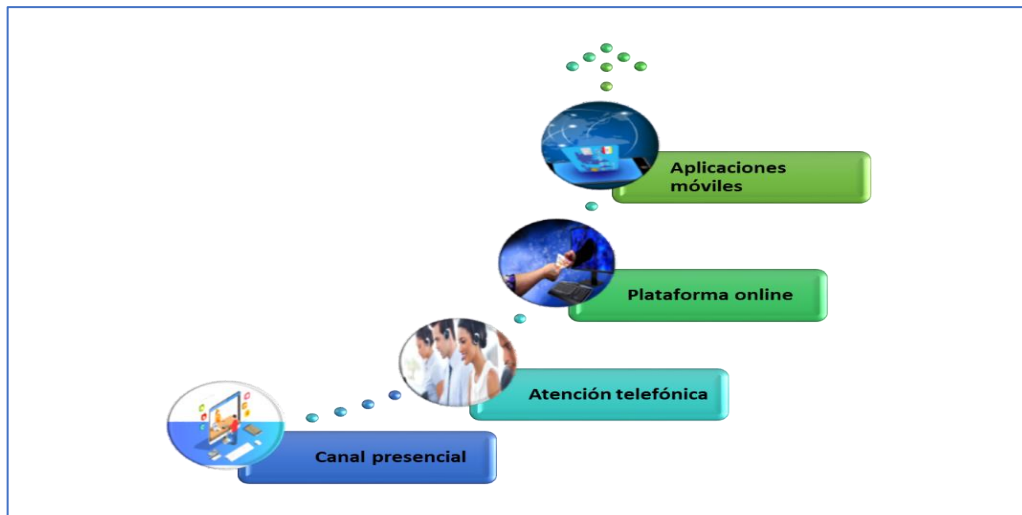 Aplicaciones
móviles
Plataforma online
Atención telefónica
Canal presencial